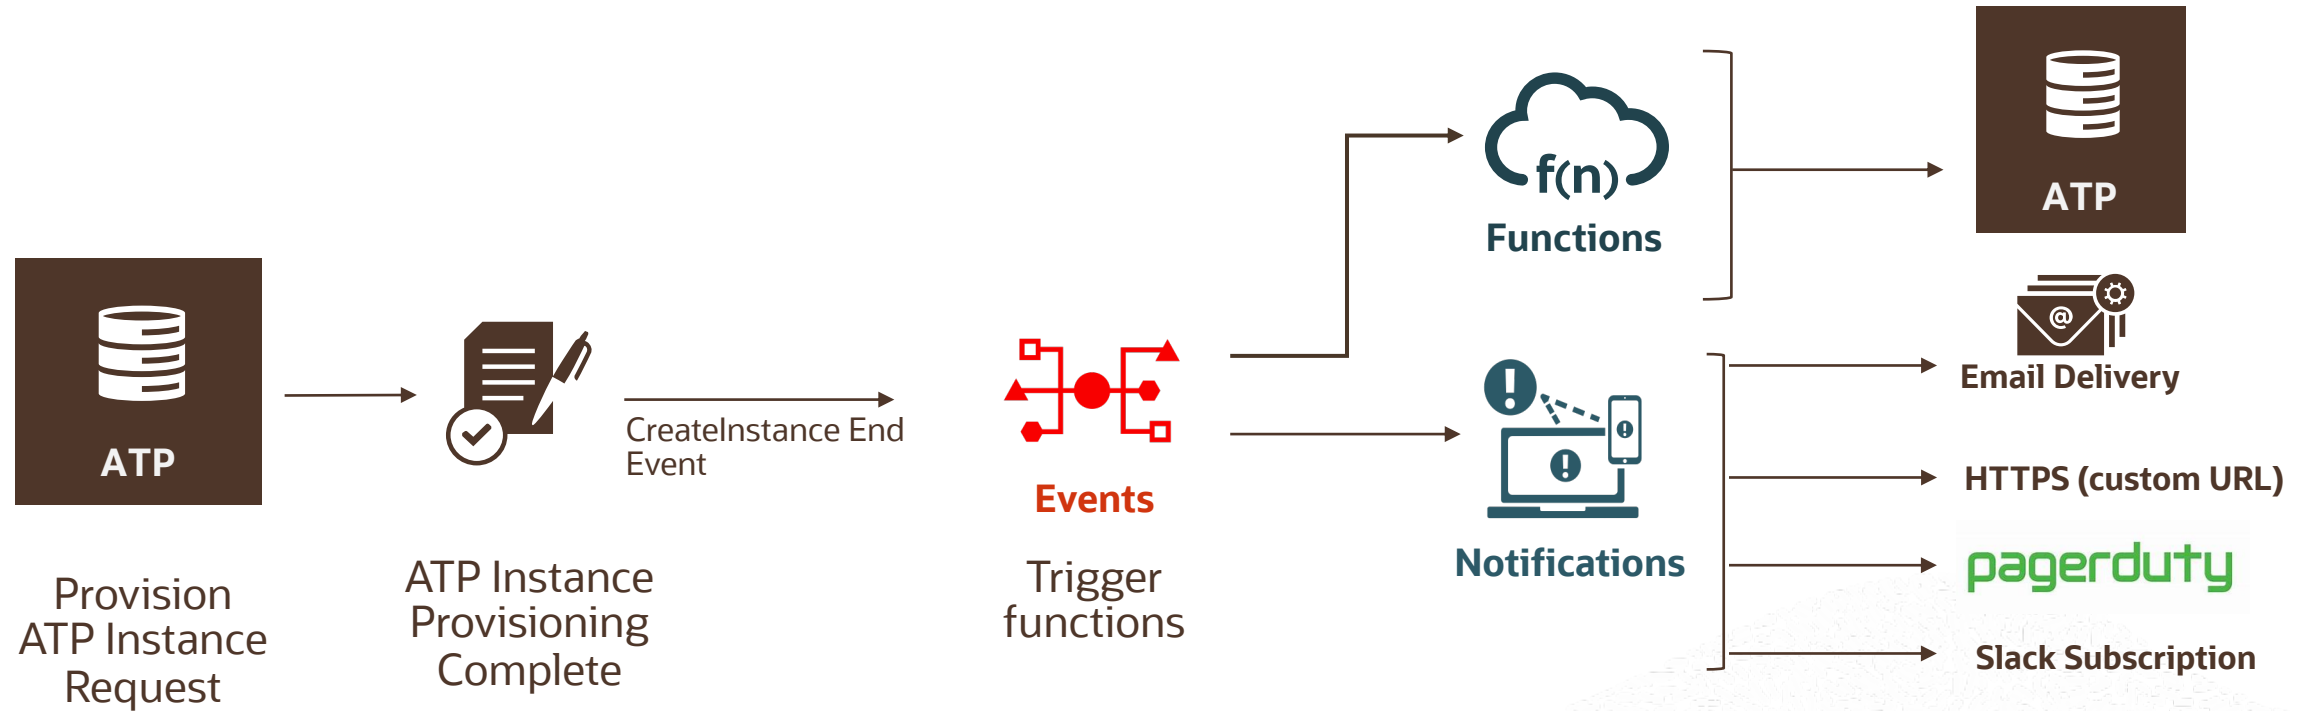 ATP
Provision
ATP Instance
Request
ATP Instance
Provisioning
Complete
CreateInstance End
Event
Events
Trigger
functions
f(n)
Functions
Notifications
ATP
@
Email Delivery
HTTPS (custom URL)
pagerduty
Slack Subscription